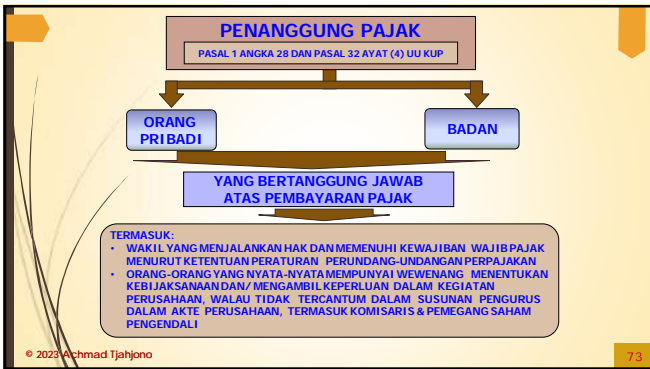 PENANGGUNG PAJAK
PASAL 1 ANGKA 28 DAN PASAL 32 AYAT (4) UU KUP
ORANG
PRIBADI
BADAN
YANG BERTANGGUNG JAWAB
ATAS PEMBAYARAN PAJAK
TERMASUK:
• WAKIL YANG MENJALANKAN HAK DAN MEMENUHI KEWAJIBAN WAJIB PAJAK
MENURUT KETENTUAN PERATURAN PERUNDANG-UNDANGAN PERPAJAKAN
• ORANG-ORANG YANG NYATA-NYATA MEMPUNYAI WEWENANG MENENTUKAN
KEBIJAKSANAAN DAN/ MENGAMBIL KEPERLUAN DALAM KEGIATAN
PERUSAHAAN, WALAU TIDAK TERCANTUM DALAM SUSUNAN PENGURUS
DALAM AKTE PERUSAHAAN, TERMASUK KOMISARIS & PEMEGANG SAHAM
PENGENDALI
© 2023 Achmad Tjahjono
73